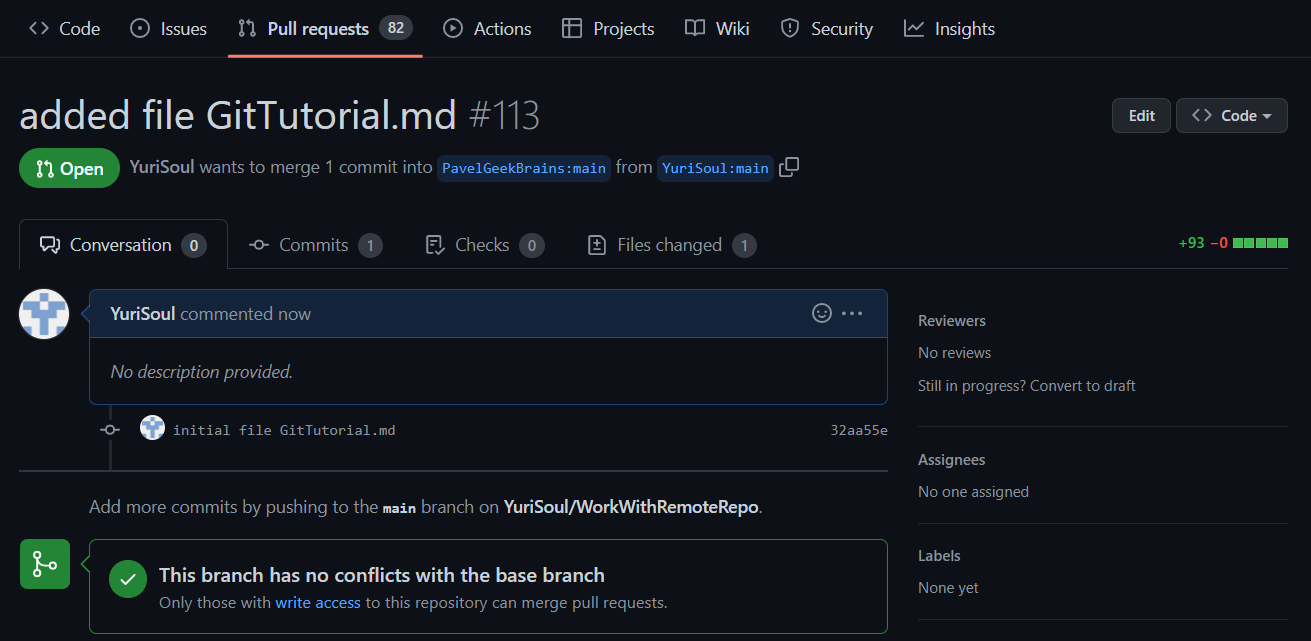 Code Issues Pull requests 82 Actions Projects Wiki Security Insights
added file GitTutorial.md #113
Edit Code
Open YuriSoul wants to merge 1 commit into PavelGeekBrains:main from YuriSoul:main
Conversation 0 Commits 1 Checks 0 Files changed 1 +93 −0
YuriSoul commented now
No description provided.
initial file GitTutorial.md 32aa55e
Add more commits by pushing to the main branch on YuriSoul/WorkWithRemoteRepo.
This branch has no conflicts with the base branch
Only those with write access to this repository can merge pull requests.
Reviewers
No reviews
Still in progress? Convert to draft
Assignees
No one assigned
Labels
None yet